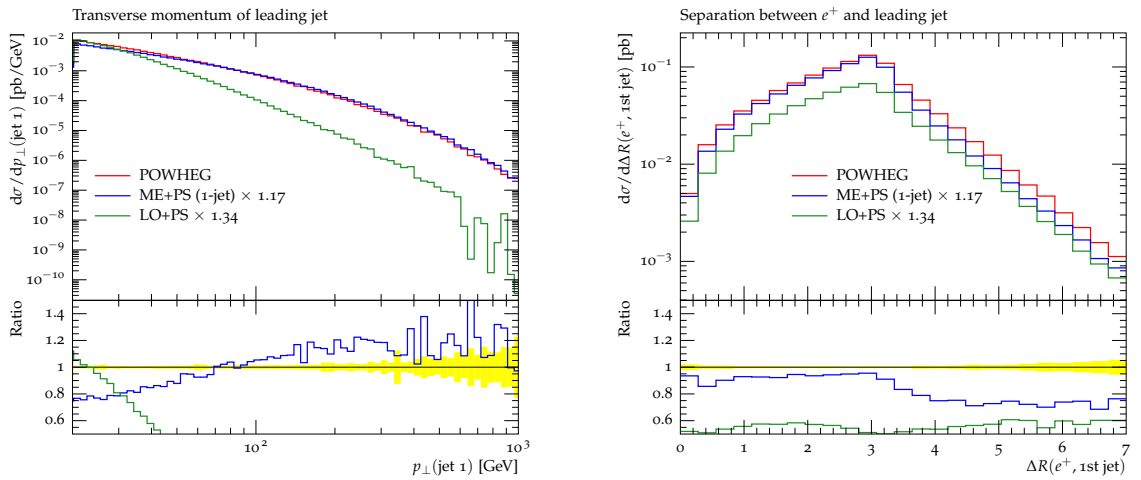 Transverse momentum of leading jet
dσ/dp⊥(jet 1) [pb/GeV]
10⁻²
10⁻³
10⁻⁴
10⁻⁵
10⁻⁶
10⁻⁷
10⁻⁸
10⁻⁹
10⁻¹⁰
POWHEG
ME+PS (1-jet) × 1.17
LO+PS × 1.34
Ratio
1.4
1.2
1
0.8
0.6
10² 10³
p⊥(jet 1) [GeV]
Separation between e⁺ and leading jet
dσ/dΔR(e⁺, 1st jet) [pb]
10⁻¹
10⁻²
10⁻³
POWHEG
ME+PS (1-jet) × 1.17
LO+PS × 1.34
Ratio
1.4
1.2
1
0.8
0.6
0 1 2 3 4 5 6 7
ΔR(e⁺, 1st jet)